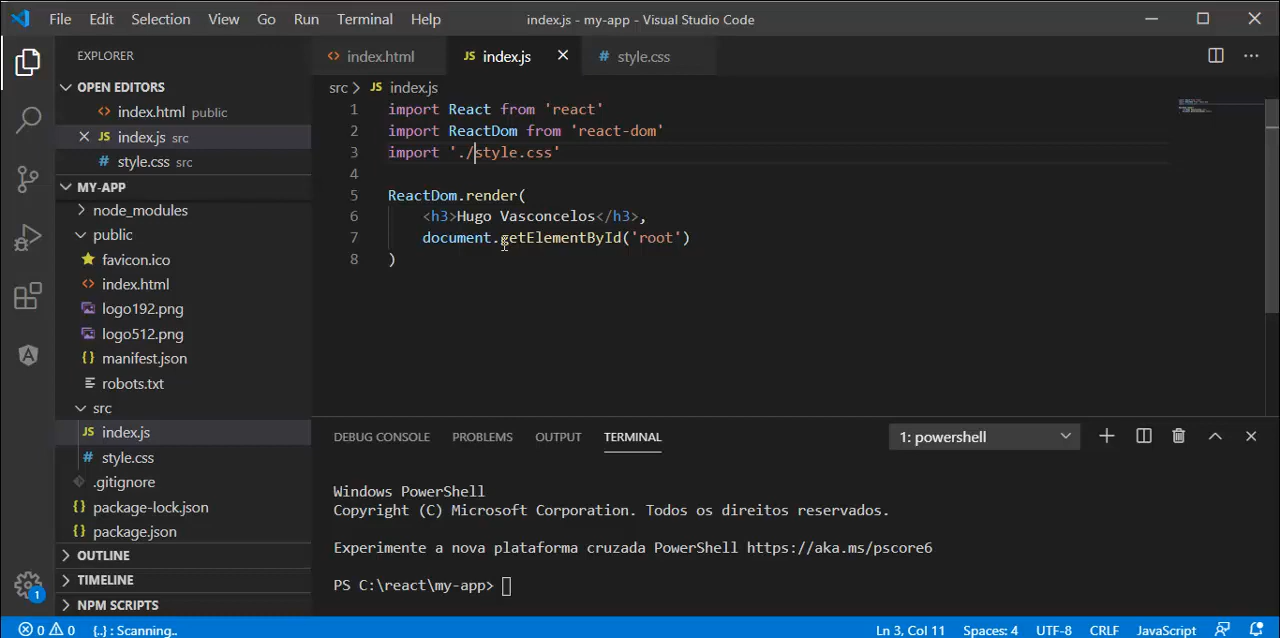 File Edit Selection View Go Run Terminal Help index.js - my-app - Visual Studio Code
EXPLORER
OPEN EDITORS
index.html public
JS index.js src
# style.css src
MY-APP
node_modules
public
favicon.ico
index.html
logo192.png
logo512.png
{} manifest.json
robots.txt
src
JS index.js
# style.css
.gitignore
{} package-lock.json
{} package.json
OUTLINE
TIMELINE
NPM SCRIPTS
1
<> index.html JS index.js # style.css
src > JS index.js
1 import React from 'react'
2 import ReactDom from 'react-dom'
3 import './style.css'
4
5 ReactDom.render(
6 <h3>Hugo Vasconcelos</h3>,
7 document.getElementById('root')
8 )
DEBUG CONSOLE PROBLEMS OUTPUT TERMINAL 1: powershell
Windows PowerShell
Copyright (C) Microsoft Corporation. Todos os direitos reservados.
Experimente a nova plataforma cruzada PowerShell https://aka.ms/pscore6
PS C:\react\my-app>
0 0 {..} : Scanning.. Ln 3, Col 11 Spaces: 4 UTF-8 CRLF JavaScript